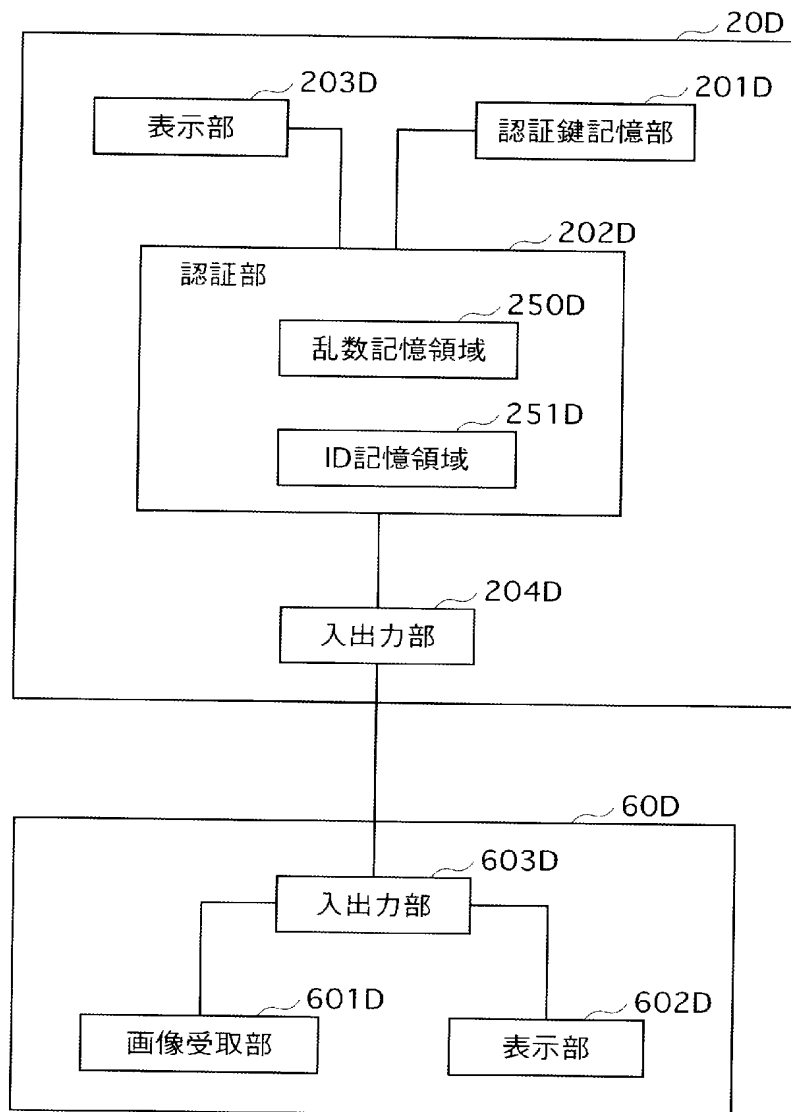 20D
203D
表示部
201D
認証鍵記憶部
202D
認証部
250D
乱数記憶領域
251D
ID記憶領域
204D
入出力部
60D
603D
入出力部
601D
画像受取部
602D
表示部